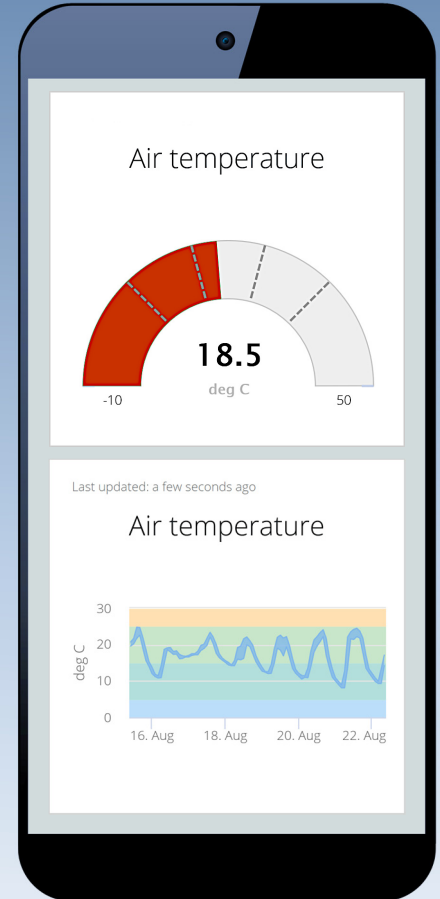 Air temperature
18.5
deg C
-10 50
Last updated: a few seconds ago
Air temperature
30
20
10
0
deg C
16. Aug 18. Aug 20. Aug 22. Aug